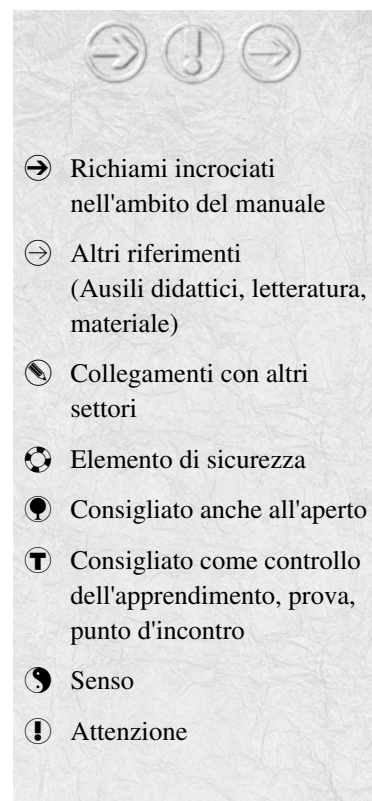 Richiami incrociati
nell'ambito del manuale
Altri riferimenti
(Ausili didattici, letteratura,
materiale)
Collegamenti con altri
settori
Elemento di sicurezza
Consigliato anche all'aperto
T Consigliato come controllo
dell'apprendimento, prova,
punto d'incontro
Senso
! Attenzione